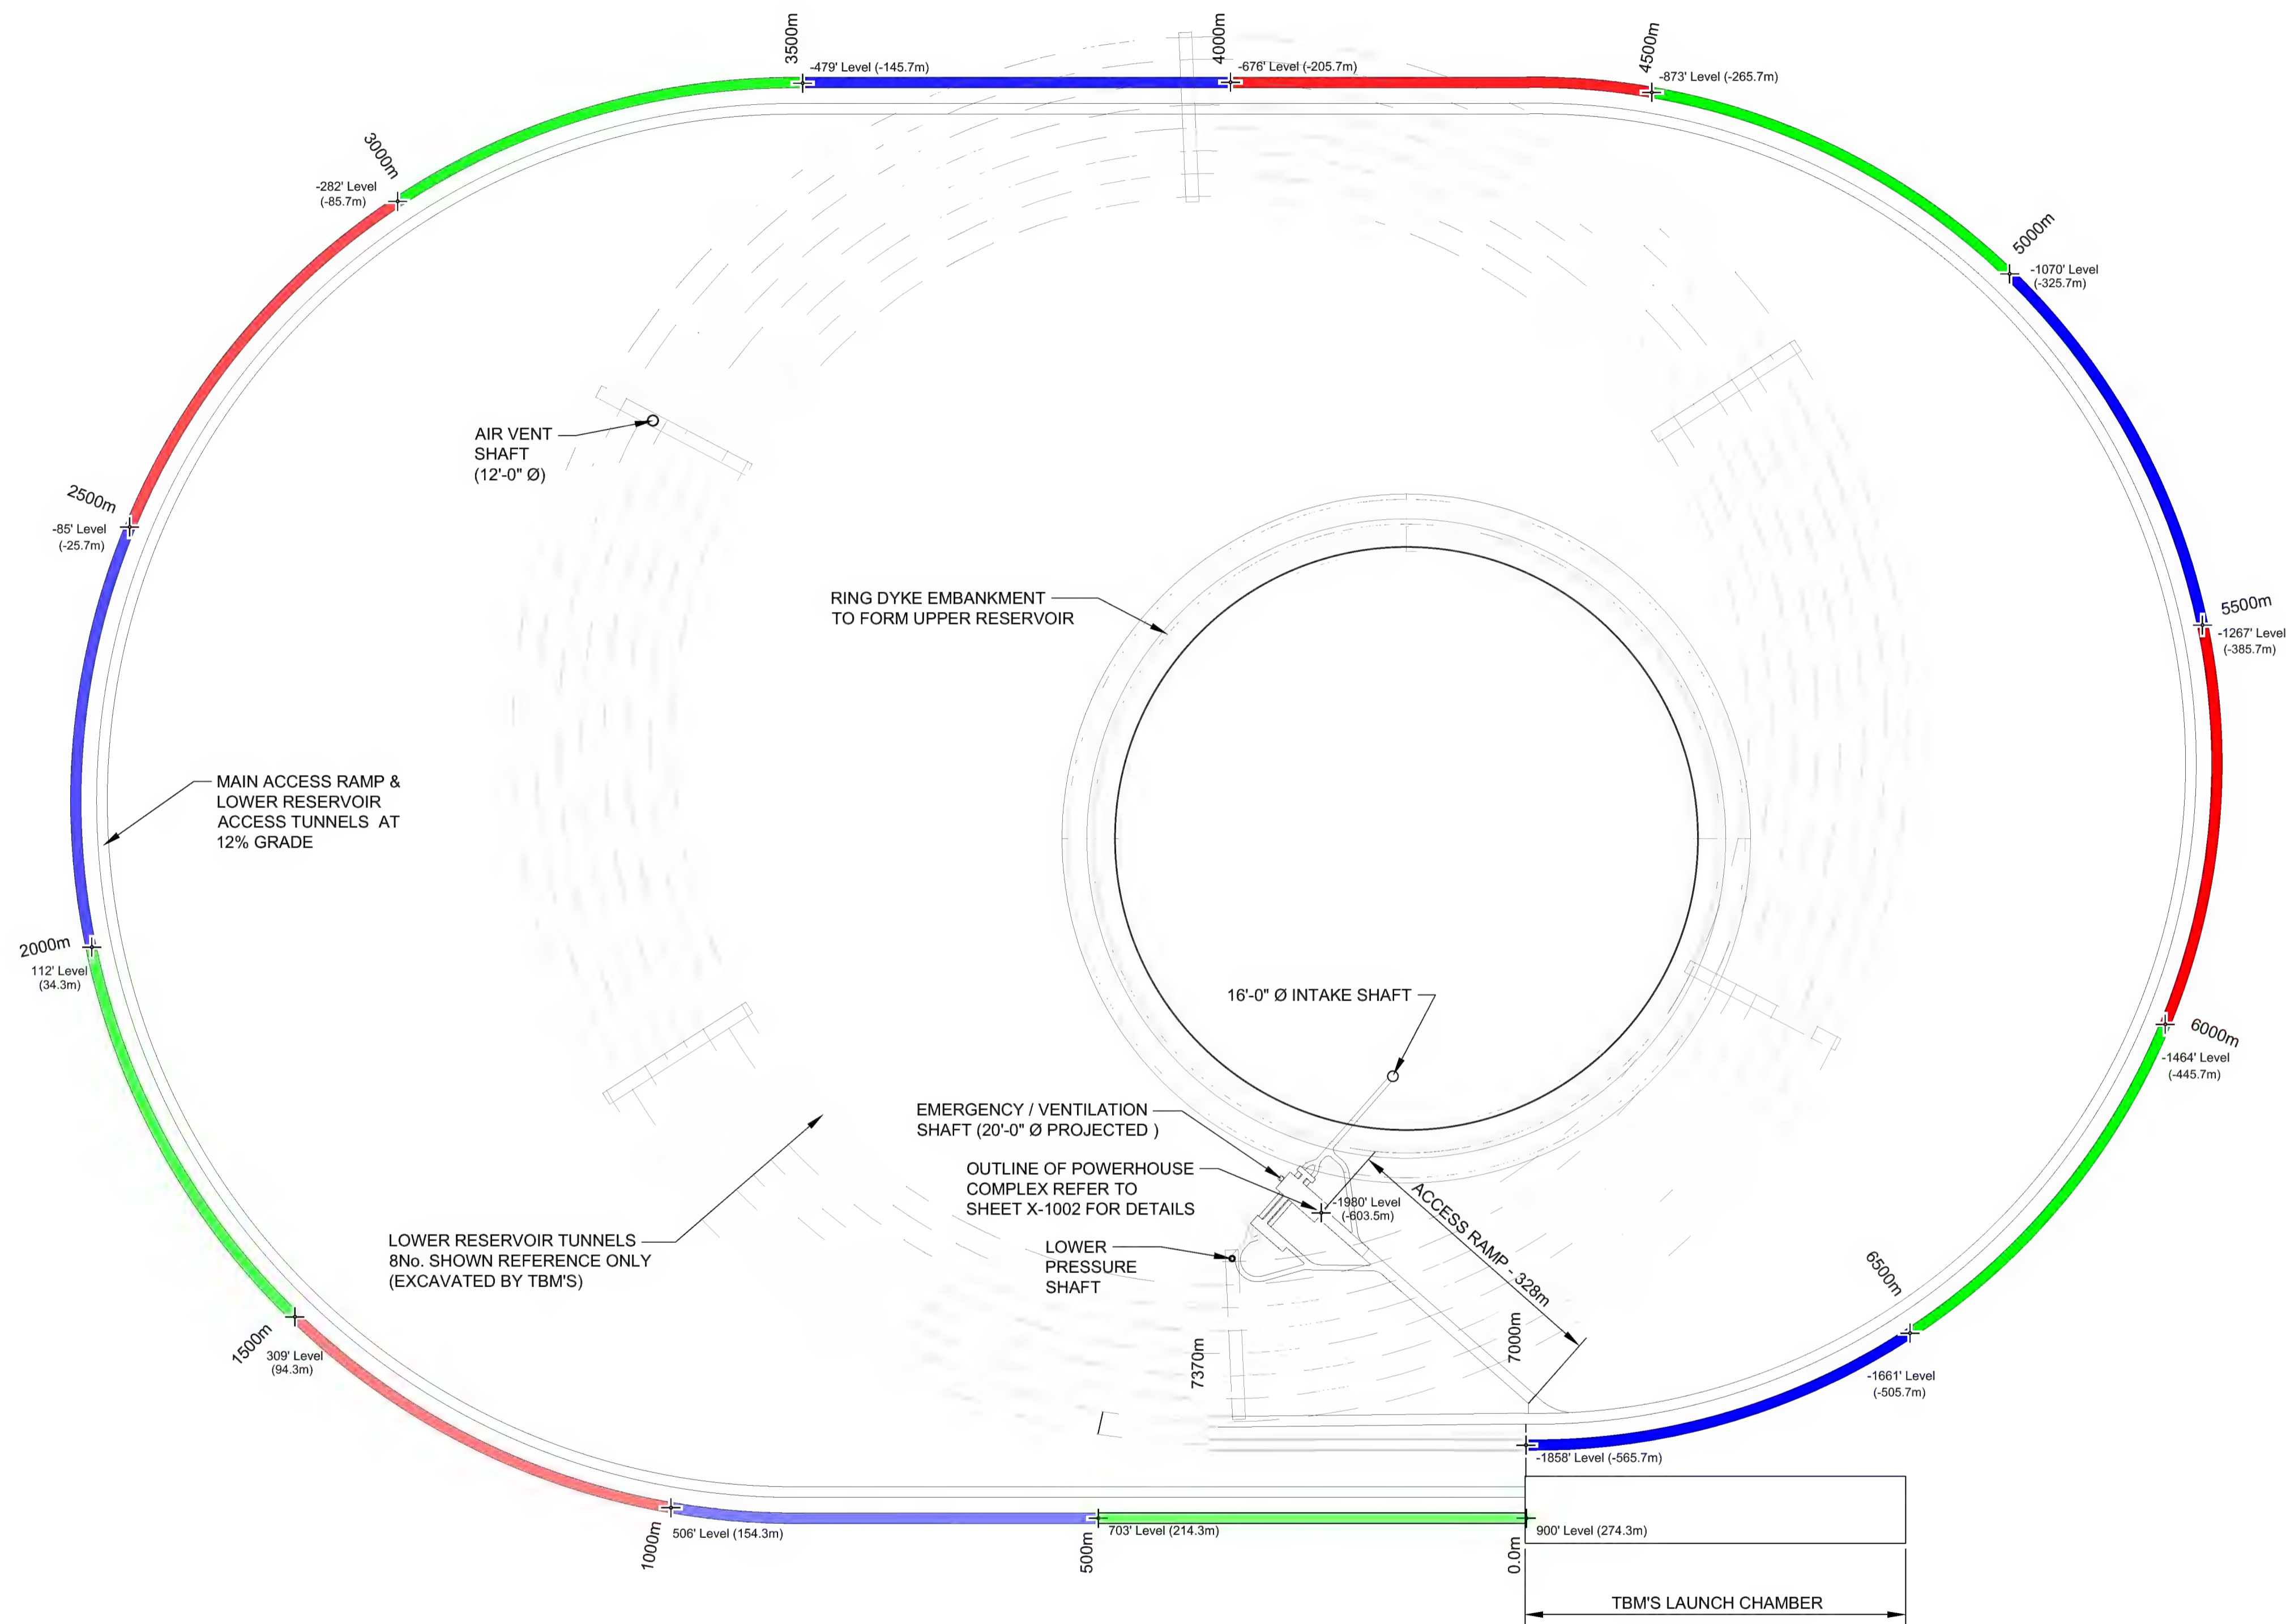 3500m
-479' Level (-145.7m)
4000m
-676' Level (-205.7m)
4500m
-873' Level (-265.7m)
3000m
-282' Level
(-85.7m)
5000m
-1070' Level
(-325.7m)
AIR VENT
SHAFT
(12'-0" Ø)
2500m
-85' Level
(-25.7m)
RING DYKE EMBANKMENT
TO FORM UPPER RESERVOIR
5500m
-1267' Level
(-385.7m)
MAIN ACCESS RAMP &
LOWER RESERVOIR
ACCESS TUNNELS AT
12% GRADE
2000m
112' Level
(34.3m)
16'-0" Ø INTAKE SHAFT
6000m
-1464' Level
(-445.7m)
EMERGENCY / VENTILATION
SHAFT (20'-0" Ø PROJECTED )
OUTLINE OF POWERHOUSE
COMPLEX REFER TO
SHEET X-1002 FOR DETAILS
-1980' Level
(-603.5m)
ACCESS RAMP - 328m
LOWER RESERVOIR TUNNELS
8No. SHOWN REFERENCE ONLY
(EXCAVATED BY TBM'S)
LOWER
PRESSURE
SHAFT
6500m
-1661' Level
(-505.7m)
1500m
309' Level
(94.3m)
7370m
7000m
-1858' Level (-565.7m)
1000m
506' Level (154.3m)
500m
703' Level (214.3m)
0.0m
900' Level (274.3m)
TBM'S LAUNCH CHAMBER